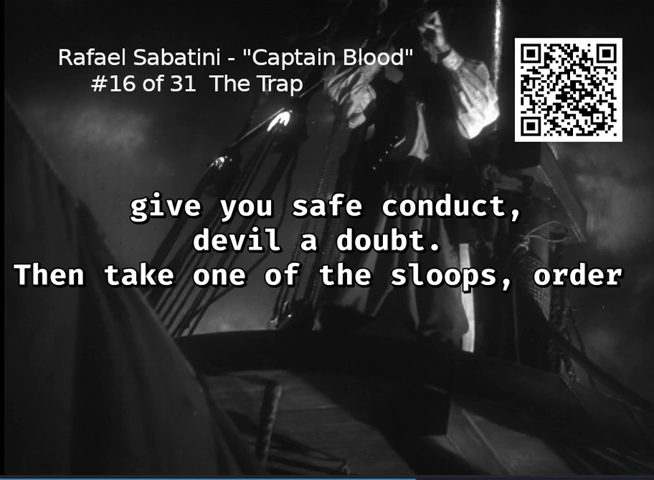 Rafael Sabatini - "Captain Blood"
#16 of 31  The Trap
give you safe conduct,
devil a doubt.
Then take one of the sloops, order